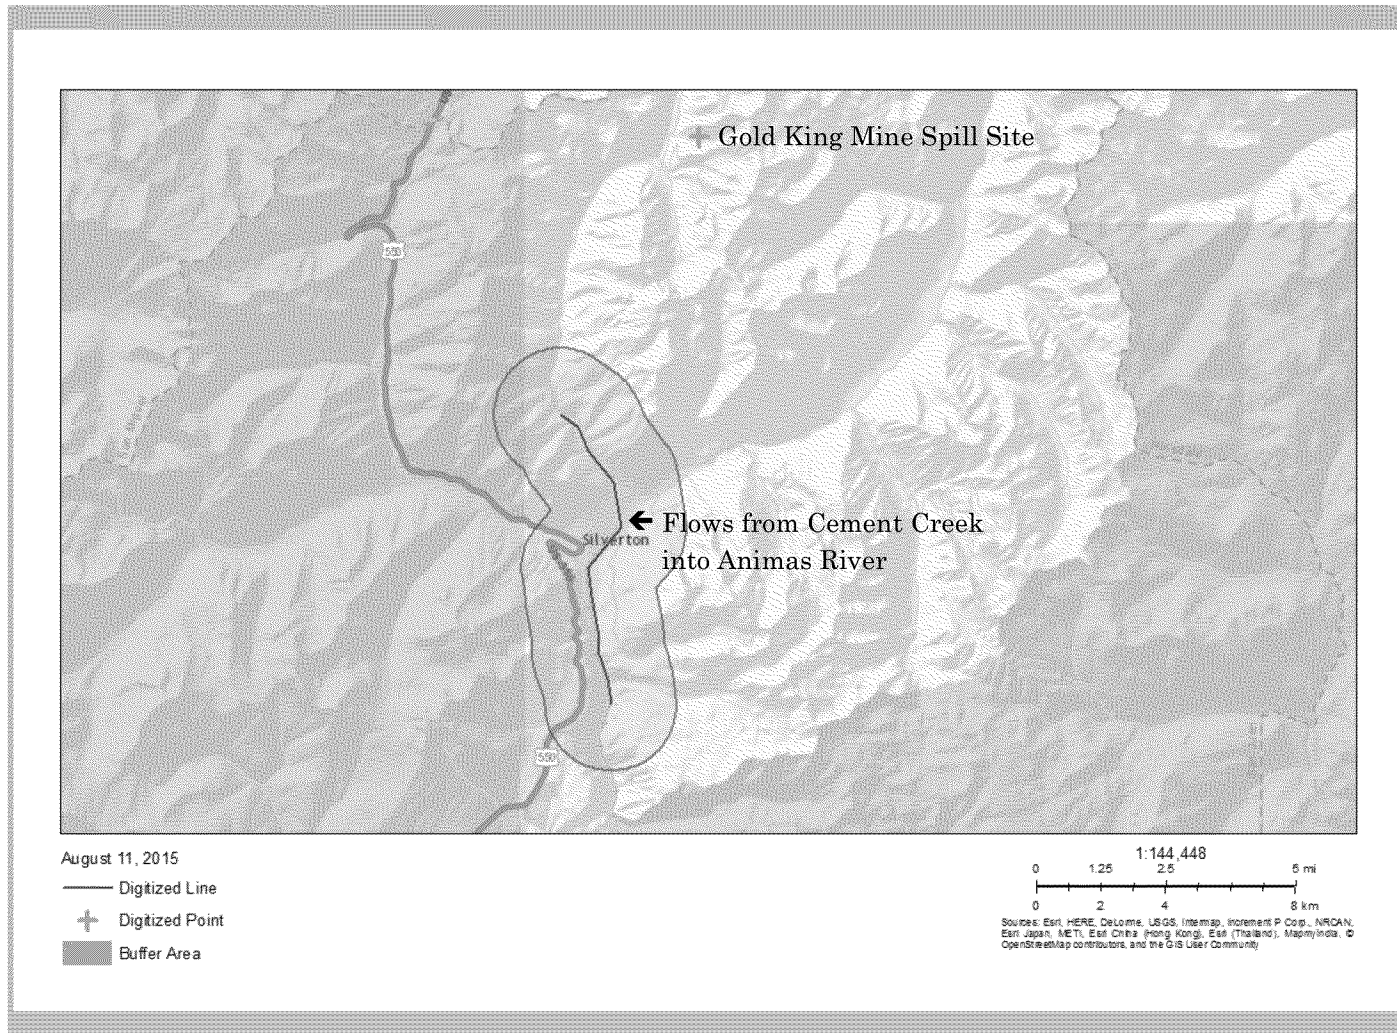 Gold King Mine Spill Site
550
Flows from Cement Creek
into Animas River
Silverton
550
August 11, 2015
Digitized Line
Digitized Point
Buffer Area
1:144,448
0 1.25 2.5 5 mi
0 2 4 8 km
Sources: Esri, HERE, DeLorme, USGS, Intermap, increment P Corp., NRCAN,
Esri Japan, METI, Esri China (Hong Kong), Esri (Thailand), MapmyIndia, ©
OpenStreetMap contributors, and the GIS User Community